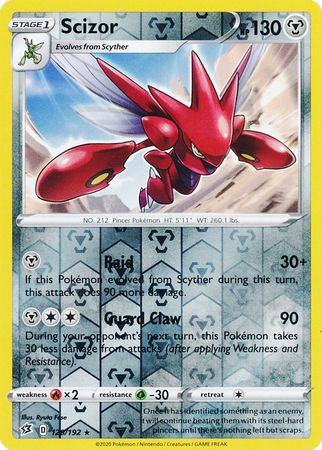 STAGE 1 Scizor HP 130
Evolves from Scyther
NO. 212 Pincer Pokémon HT: 5'11" WT: 260.1 lbs.
Raid 30+
If this Pokémon evolved from Scyther during this turn,
this attack does 90 more damage.
Guard Claw 90
During your opponent's next turn, this Pokémon takes
30 less damage from attacks (after applying Weakness and
Resistance).
weakness × 2 resistance -30 retreat
Illus. Ryuta Fuse
D /192 ★
Once it has identified something as an enemy,
it will continue beating them with its steel-hard
pincers until there's nothing left but scraps.
©2020 Pokémon / Nintendo / Creatures / GAME FREAK